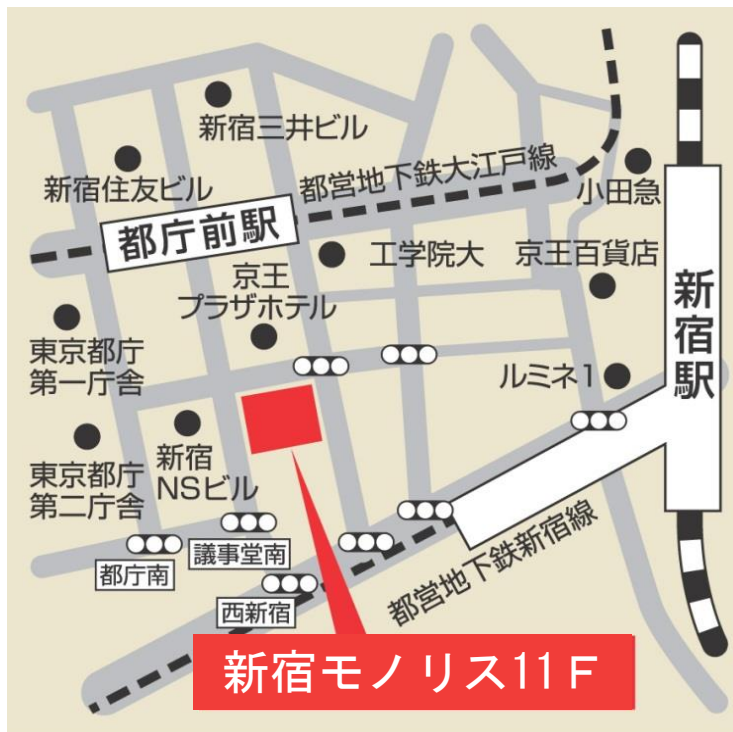 新宿三井ビル
新宿住友ビル
都営地下鉄大江戸線
小田急
都庁前駅
工学院大
京王百貨店
京王
プラザホテル
新宿駅
東京都庁
第一庁舎
ルミネ1
東京都庁
第二庁舎
新宿
NSビル
議事堂南
都庁南
西新宿
都営地下鉄新宿線
新宿モノリス11F